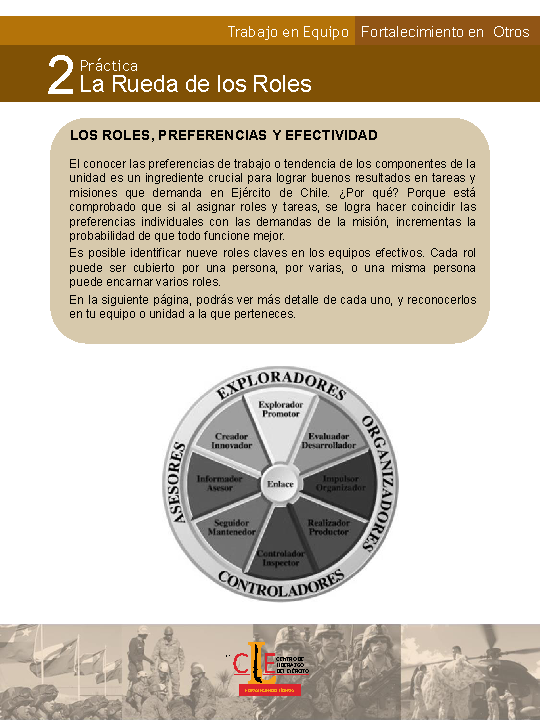 Trabajo en Equipo Fortalecimiento en Otros
2 Práctica
La Rueda de los Roles
LOS ROLES, PREFERENCIAS Y EFECTIVIDAD
El conocer las preferencias de trabajo o tendencia de los componentes de la
unidad es un ingrediente crucial para lograr buenos resultados en tareas y
misiones que demanda en Ejército de Chile. ¿Por qué? Porque está
comprobado que si al asignar roles y tareas, se logra hacer coincidir las
preferencias individuales con las demandas de la misión, incrementas la
probabilidad de que todo funcione mejor.
Es posible identificar nueve roles claves en los equipos efectivos. Cada rol
puede ser cubierto por una persona, por varias, o una misma persona
puede encarnar varios roles.
En la siguiente página, podrás ver más detalle de cada uno, y reconocerlos
en tu equipo o unidad a la que perteneces.
EXPLORADORES
Explorador
Promotor
Creador
Innovador
Evaluador
Desarrollador
ASESORES
ORGANIZADORES
Informador
Asesor
Enlace
Impulsor
Organizador
Seguidor
Mantenedor
Realizador
Productor
Controlador
Inspector
CONTROLADORES
CLE
CENTRO DE
LIDERAZGO
DEL EJÉRCITO